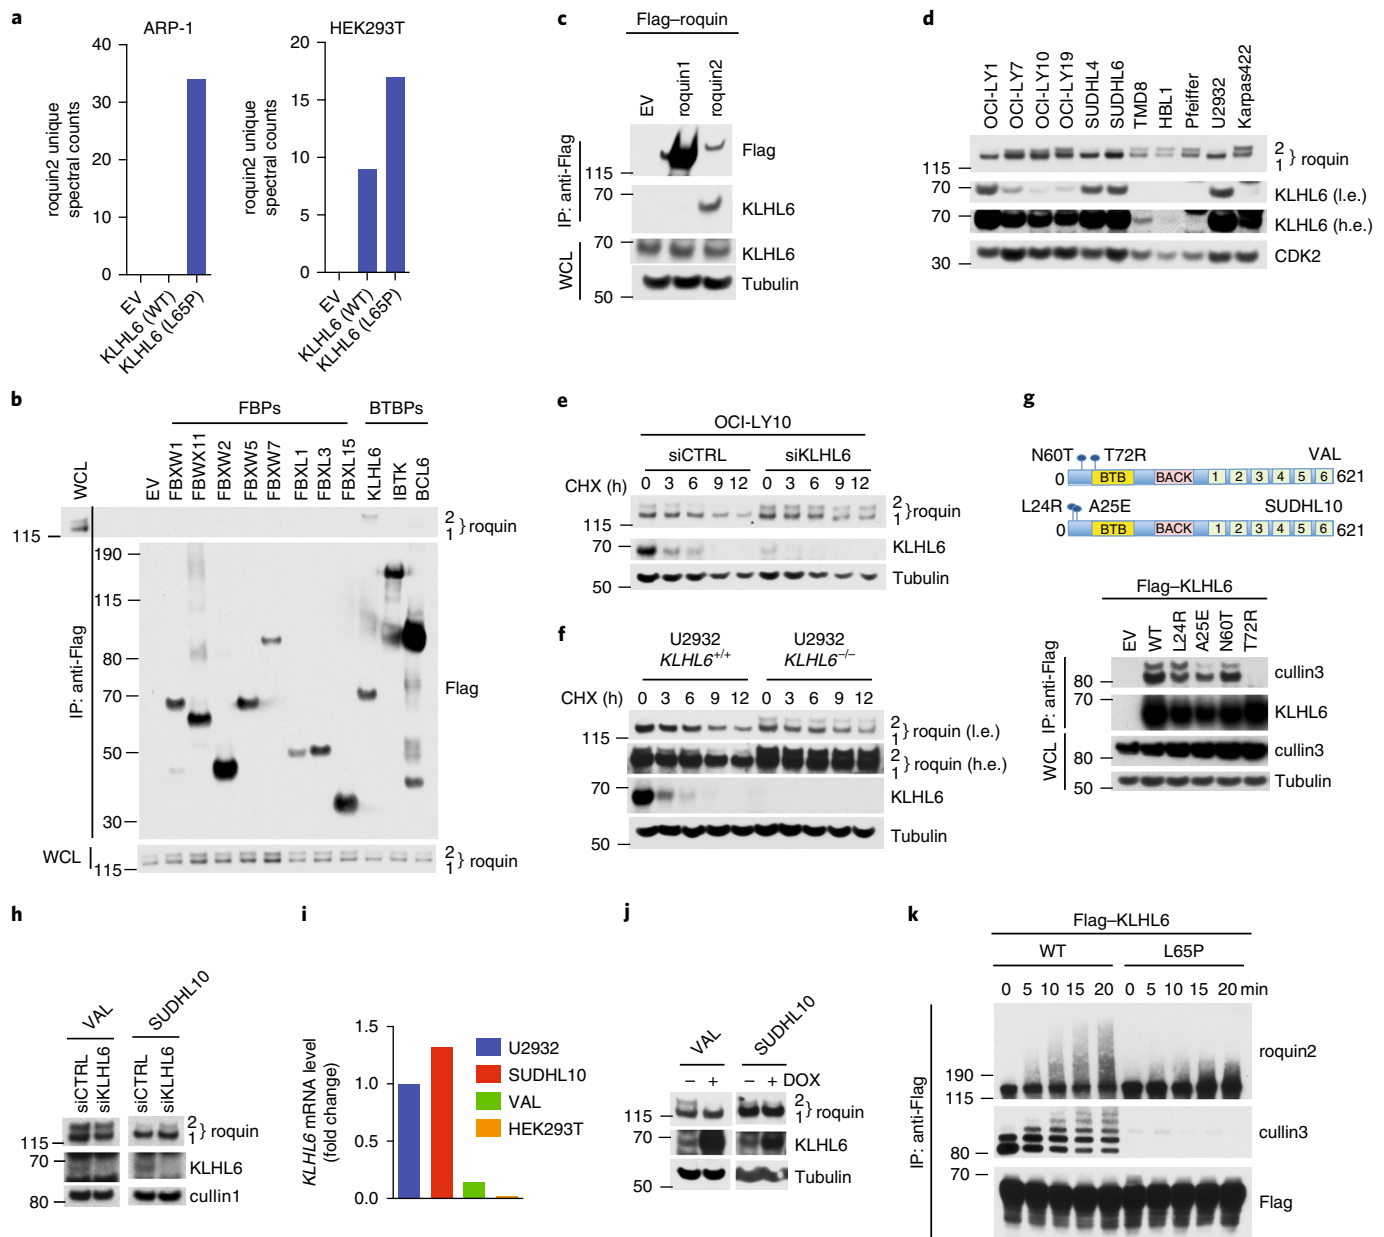 a
ARP-1
roquin2 unique
spectral counts
40
30
20
10
0
EV
KLHL6 (WT)
KLHL6 (L65P)
HEK293T
roquin2 unique
spectral counts
20
15
10
5
0
EV
KLHL6 (WT)
KLHL6 (L65P)
c
Flag–roquin
EV
roquin1
roquin2
IP: anti-Flag
WCL
115
70
70
50
Flag
KLHL6
KLHL6
Tubulin
d
OCI-LY1
OCI-LY7
OCI-LY10
OCI-LY19
SUDHL4
SUDHL6
TMD8
HBL1
Pfeiffer
U2932
Karpas422
115
70
70
30
2
1
} roquin
KLHL6 (l.e.)
KLHL6 (h.e.)
CDK2
b
FBPs
BTBPs
WCL
EV
FBXW1
FBWX11
FBXW2
FBXW5
FBXW7
FBXL1
FBXL3
FBXL15
KLHL6
IBTK
BCL6
115
2
1
} roquin
IP: anti-Flag
190
115
80
70
50
30
Flag
WCL
115
2
1
} roquin
e
OCI-LY10
siCTRL
siKLHL6
CHX (h)
0 3 6 9 12
0 3 6 9 12
115
70
50
2
1
} roquin
KLHL6
Tubulin
f
U2932
KLHL6+/+
U2932
KLHL6−/−
CHX (h)
0 3 6 9 12
0 3 6 9 12
115
70
50
2
1
} roquin (l.e.)
2
1
} roquin (h.e.)
KLHL6
Tubulin
g
N60T
T72R
VAL
0
BTB
BACK
1 2 3 4 5 6
621
L24R
A25E
SUDHL10
0
BTB
BACK
1 2 3 4 5 6
621
Flag–KLHL6
EV
WT
L24R
A25E
N60T
T72R
IP: anti-Flag
WCL
80
70
80
50
cullin3
KLHL6
cullin3
Tubulin
h
VAL
SUDHL10
siCTRL
siKLHL6
siCTRL
siKLHL6
115
70
80
2
1
} roquin
KLHL6
cullin1
i
KLHL6 mRNA level
(fold change)
1.5
1.0
0.5
0.0
U2932
SUDHL10
VAL
HEK293T
j
VAL
SUDHL10
– + – + DOX
115
70
50
2
1
} roquin
KLHL6
Tubulin
k
Flag–KLHL6
WT
L65P
0 5 10 15 20 0 5 10 15 20 min
IP: anti-Flag
190
115
80
70
roquin2
cullin3
Flag